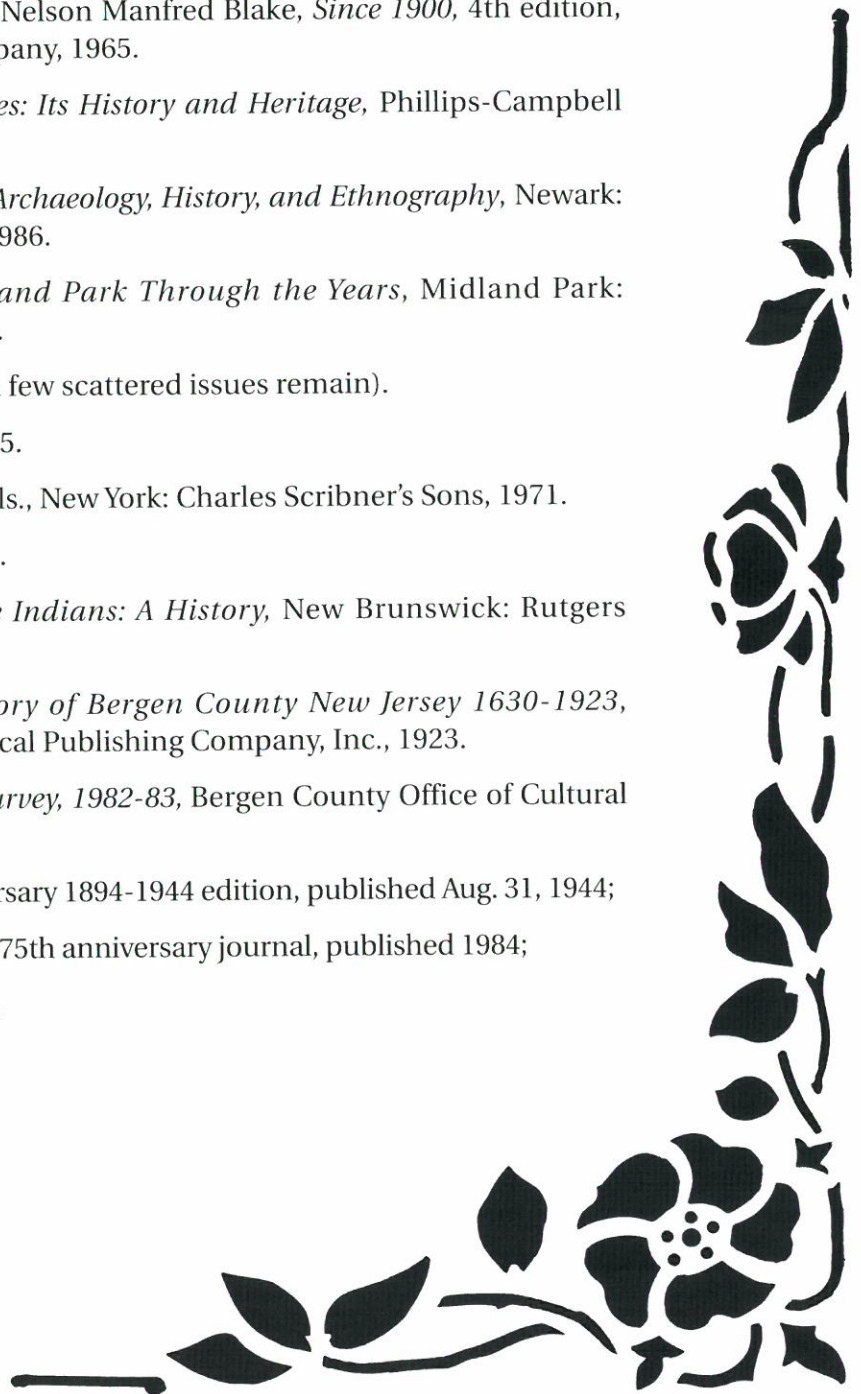 Nelson Manfred Blake, Since 1900, 4th edition,
pany, 1965.
es: Its History and Heritage, Phillips-Campbell
Archaeology, History, and Ethnography, Newark:
986.
and Park Through the Years, Midland Park:
.
few scattered issues remain).
5.
ls., New York: Charles Scribner's Sons, 1971.
.
e Indians: A History, New Brunswick: Rutgers
ory of Bergen County New Jersey 1630-1923,
cal Publishing Company, Inc., 1923.
urvey, 1982-83, Bergen County Office of Cultural
rsary 1894-1944 edition, published Aug. 31, 1944;
75th anniversary journal, published 1984;